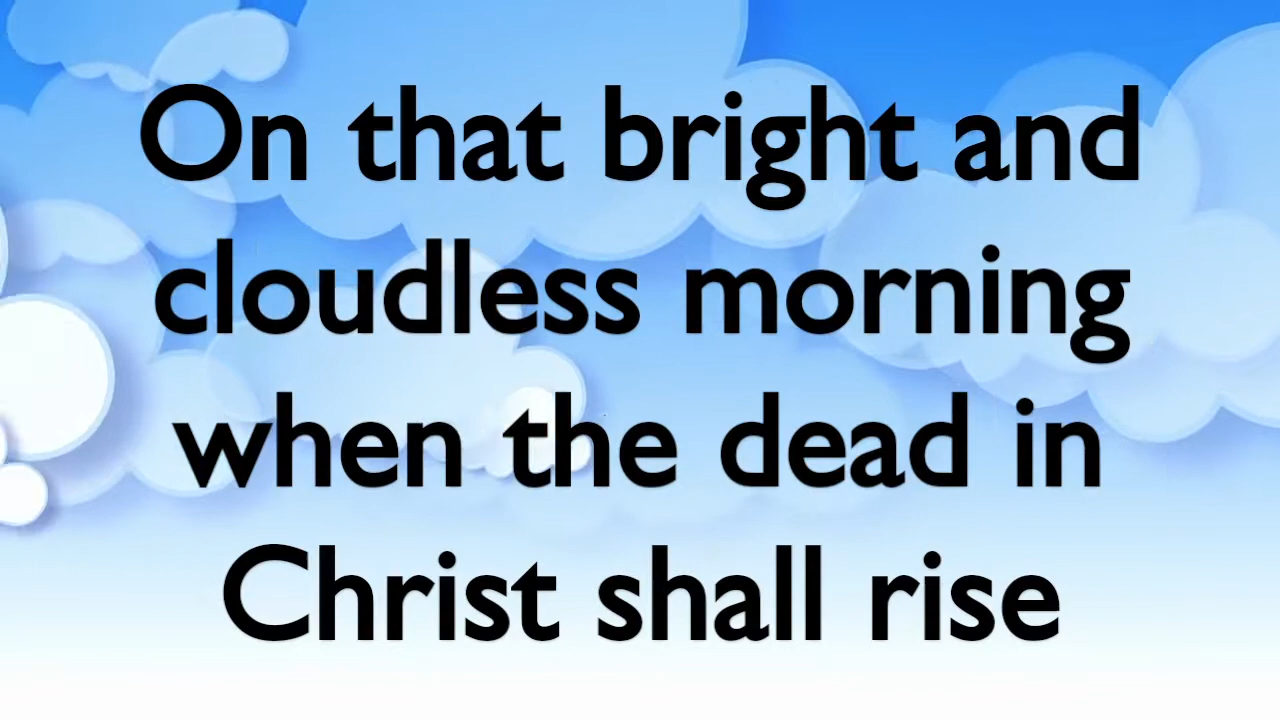 On that bright and
cloudless morning
when the dead in
Christ shall rise